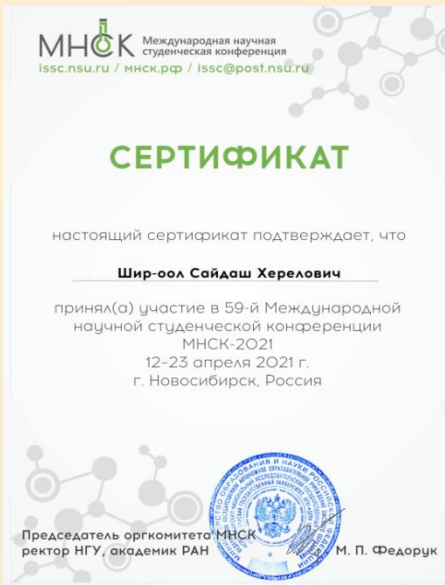 МНСК Международная научная
студенческая конференция
issc.nsu.ru / мнск.рф / issc@post.nsu.ru
СЕРТИФИКАТ
настоящий сертификат подтверждает, что
Шир-оол Сайдаш Херелович
принял(а) участие в 59-й Международной
научной студенческой конференции
МНСК-2021
12–23 апреля 2021 г.
г. Новосибирск, Россия
Председатель оргкомитета МНСК
ректор НГУ, академик РАН
М. П. Федорук